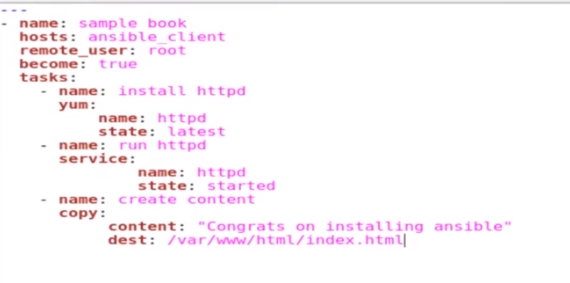 ---
- name: sample book
  hosts: ansible_client
  remote_user: root
  become: true
  tasks:
    - name: install httpd
      yum:
          name: httpd
          state: latest
    - name: run httpd
      service:
              name: httpd
              state: started
    - name: create content
      copy:
           content: "Congrats on installing ansible"
           dest: /var/www/html/index.html